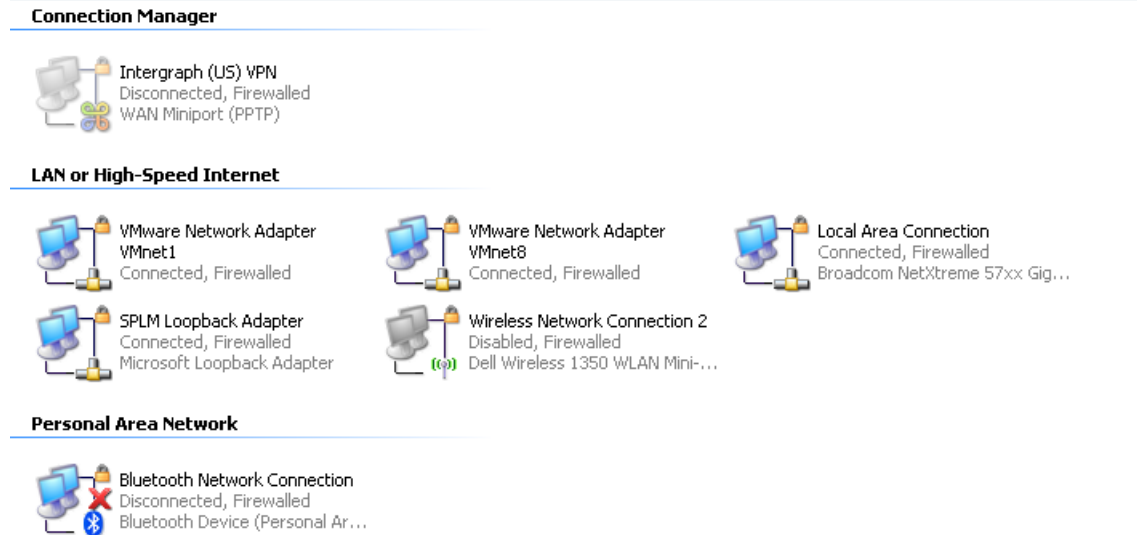 Connection Manager
Intergraph (US) VPN
Disconnected, Firewalled
WAN Miniport (PPTP)
LAN or High-Speed Internet
VMware Network Adapter
VMnet1
Connected, Firewalled
VMware Network Adapter
VMnet8
Connected, Firewalled
Local Area Connection
Connected, Firewalled
Broadcom NetXtreme 57xx Gig...
SPLM Loopback Adapter
Connected, Firewalled
Microsoft Loopback Adapter
Wireless Network Connection 2
Disabled, Firewalled
Dell Wireless 1350 WLAN Mini-...
Personal Area Network
Bluetooth Network Connection
Disconnected, Firewalled
Bluetooth Device (Personal Ar...